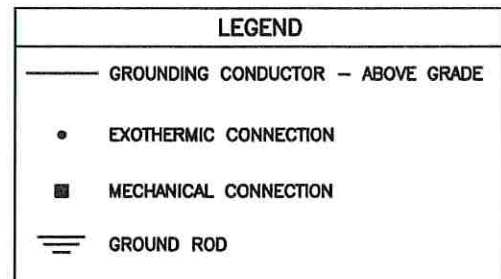 LEGEND
GROUNDING CONDUCTOR – ABOVE GRADE
EXOTHERMIC CONNECTION
MECHANICAL CONNECTION
GROUND ROD